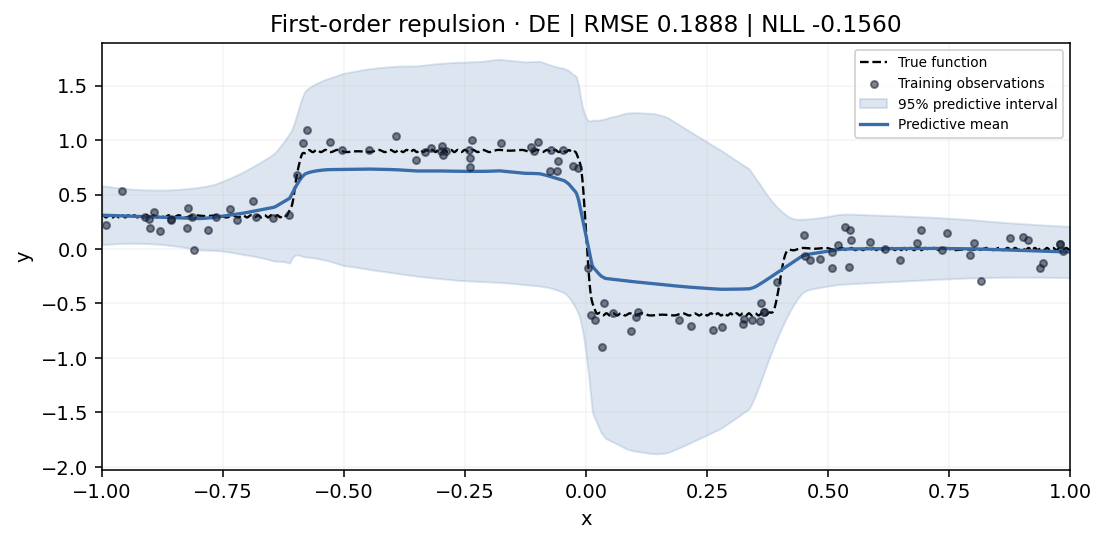 First-order repulsion · DE | RMSE 0.1888 | NLL -0.1560
True function
Training observations
95% predictive interval
Predictive mean
y
1.5
1.0
0.5
0.0
−0.5
−1.0
−1.5
−2.0
−1.00 −0.75 −0.50 −0.25 0.00 0.25 0.50 0.75 1.00
x